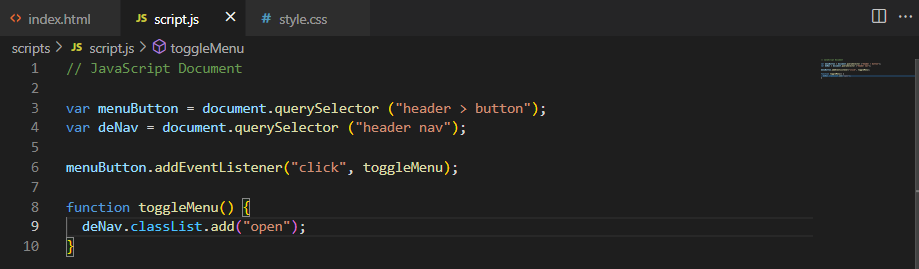 index.html JS script.js # style.css
scripts > JS script.js > toggleMenu
1 // JavaScript Document
2
3 var menuButton = document.querySelector ("header > button");
4 var deNav = document.querySelector ("header nav");
5
6 menuButton.addEventListener("click", toggleMenu);
7
8 function toggleMenu() {
9 deNav.classList.add("open");
10 }